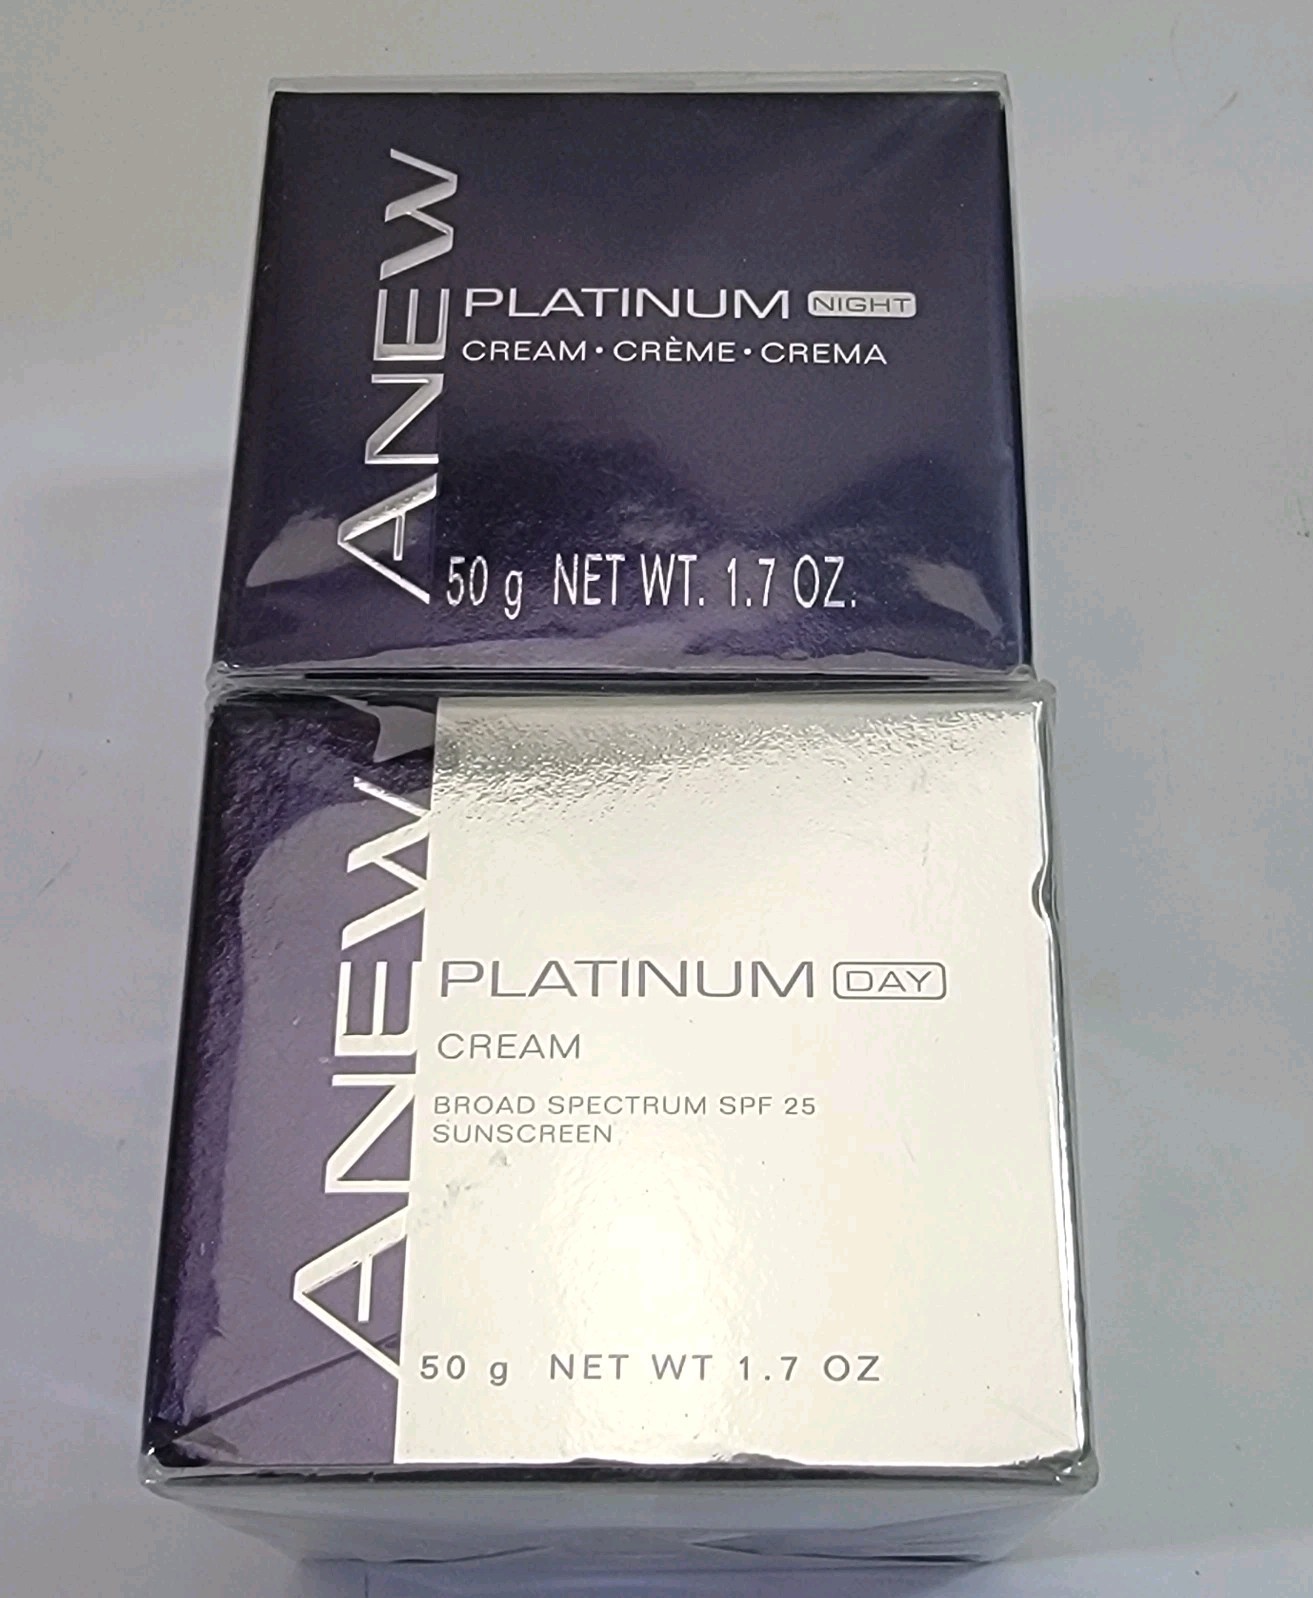 ANEW
PLATINUM NIGHT
CREAM • CRÈME • CREMA
50 g NET WT. 1.7 OZ.
ANEW
PLATINUM DAY
CREAM
BROAD SPECTRUM SPF 25
SUNSCREEN
50 g NET WT 1.7 OZ